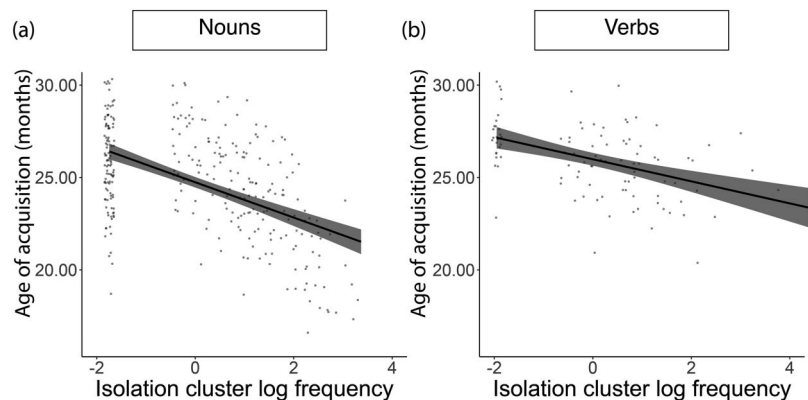 (a)
Nouns
Age of acquisition (months)
30.00
25.00
20.00
-2 0 2 4
Isolation cluster log frequency
(b)
Verbs
Age of acquisition (months)
30.00
25.00
20.00
-2 0 2 4
Isolation cluster log frequency